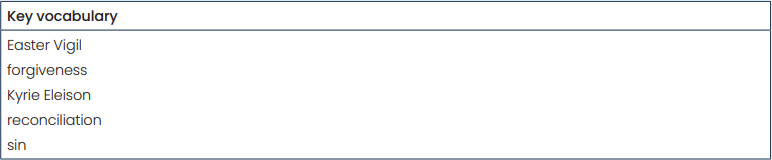 Key vocabulary
Easter Vigil
forgiveness
Kyrie Eleison
reconciliation
sin